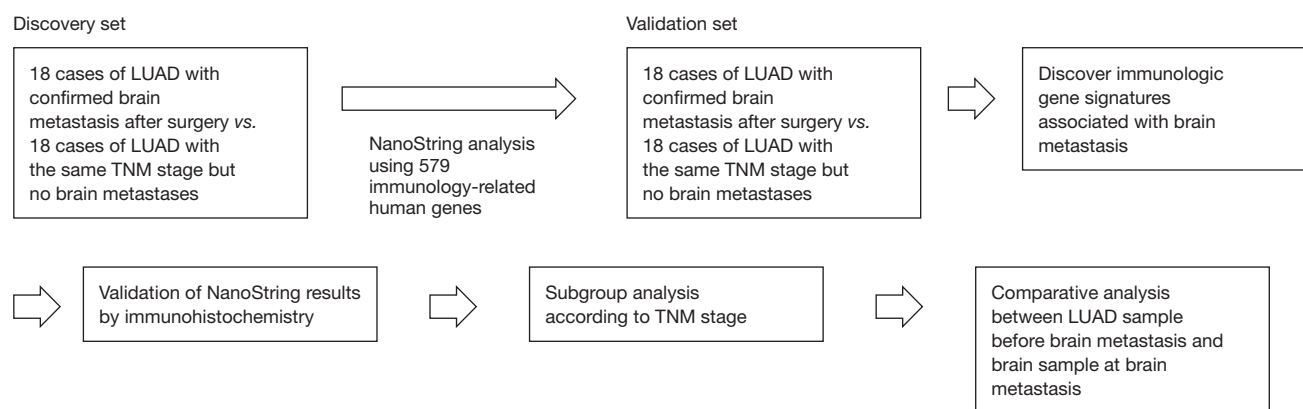 Discovery set
18 cases of LUAD with
confirmed brain
metastasis after surgery vs.
18 cases of LUAD with
the same TNM stage but
no brain metastases
NanoString analysis
using 579
immunology-related
human genes
Validation set
18 cases of LUAD with
confirmed brain
metastasis after surgery vs.
18 cases of LUAD with
the same TNM stage but
no brain metastases
Discover immunologic
gene signatures
associated with brain
metastasis
Validation of NanoString results
by immunohistochemistry
Subgroup analysis
according to TNM stage
Comparative analysis
between LUAD sample
before brain metastasis and
brain sample at brain
metastasis